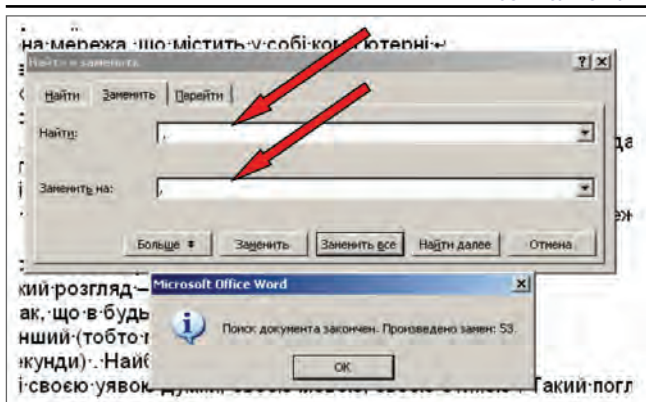 на·мережа·,що·містить·у·собі·комп'ютерні·↵
Найти и заменить
Найти Заменить Перейти
Найти: ,
Заменить на: ,
Больше Заменить Заменить все Найти далее Отмена
кий·розгляд·–
Microsoft Office Word
ак,·що·в·будь
Поиск документа закончен. Произведено замен: 53.
нший·(тобто·
кунди)·.·Найб
OK
і·своєю·уявою Такий·погл